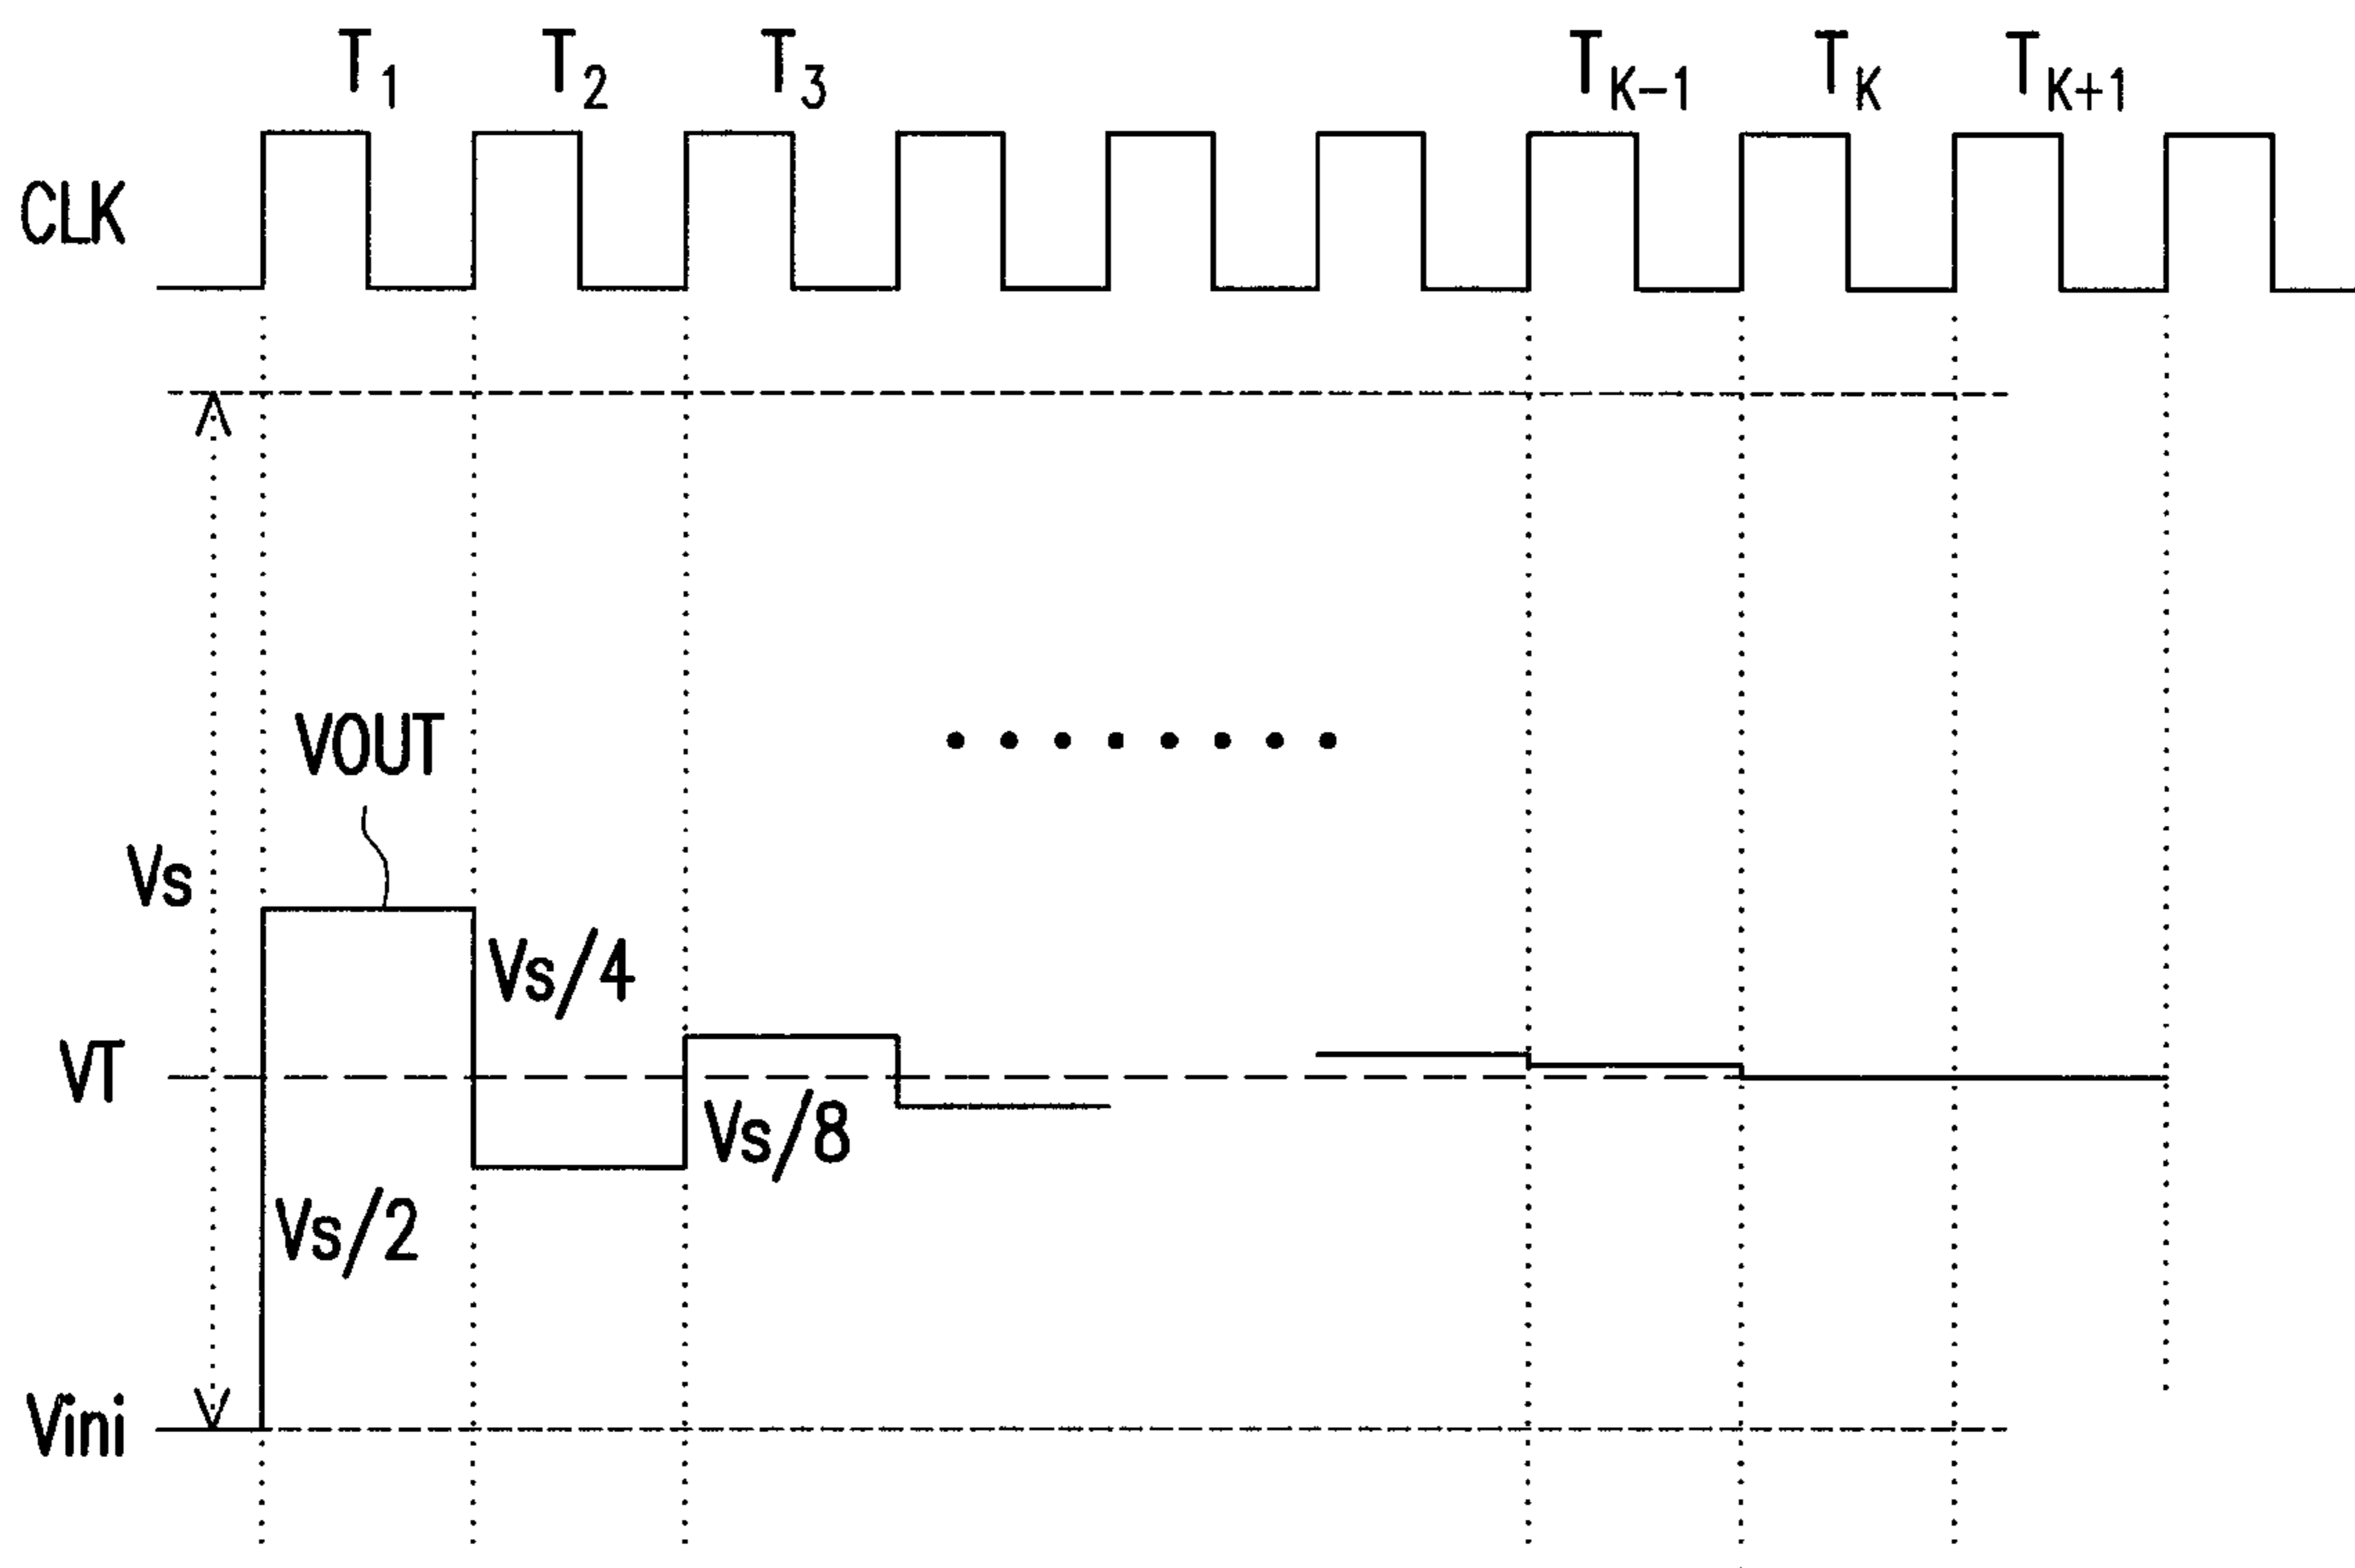 T1 T2 T3 TK-1 TK TK+1
CLK
VOUT
Vs
Vs/4
VT
Vs/8
Vs/2
Vini